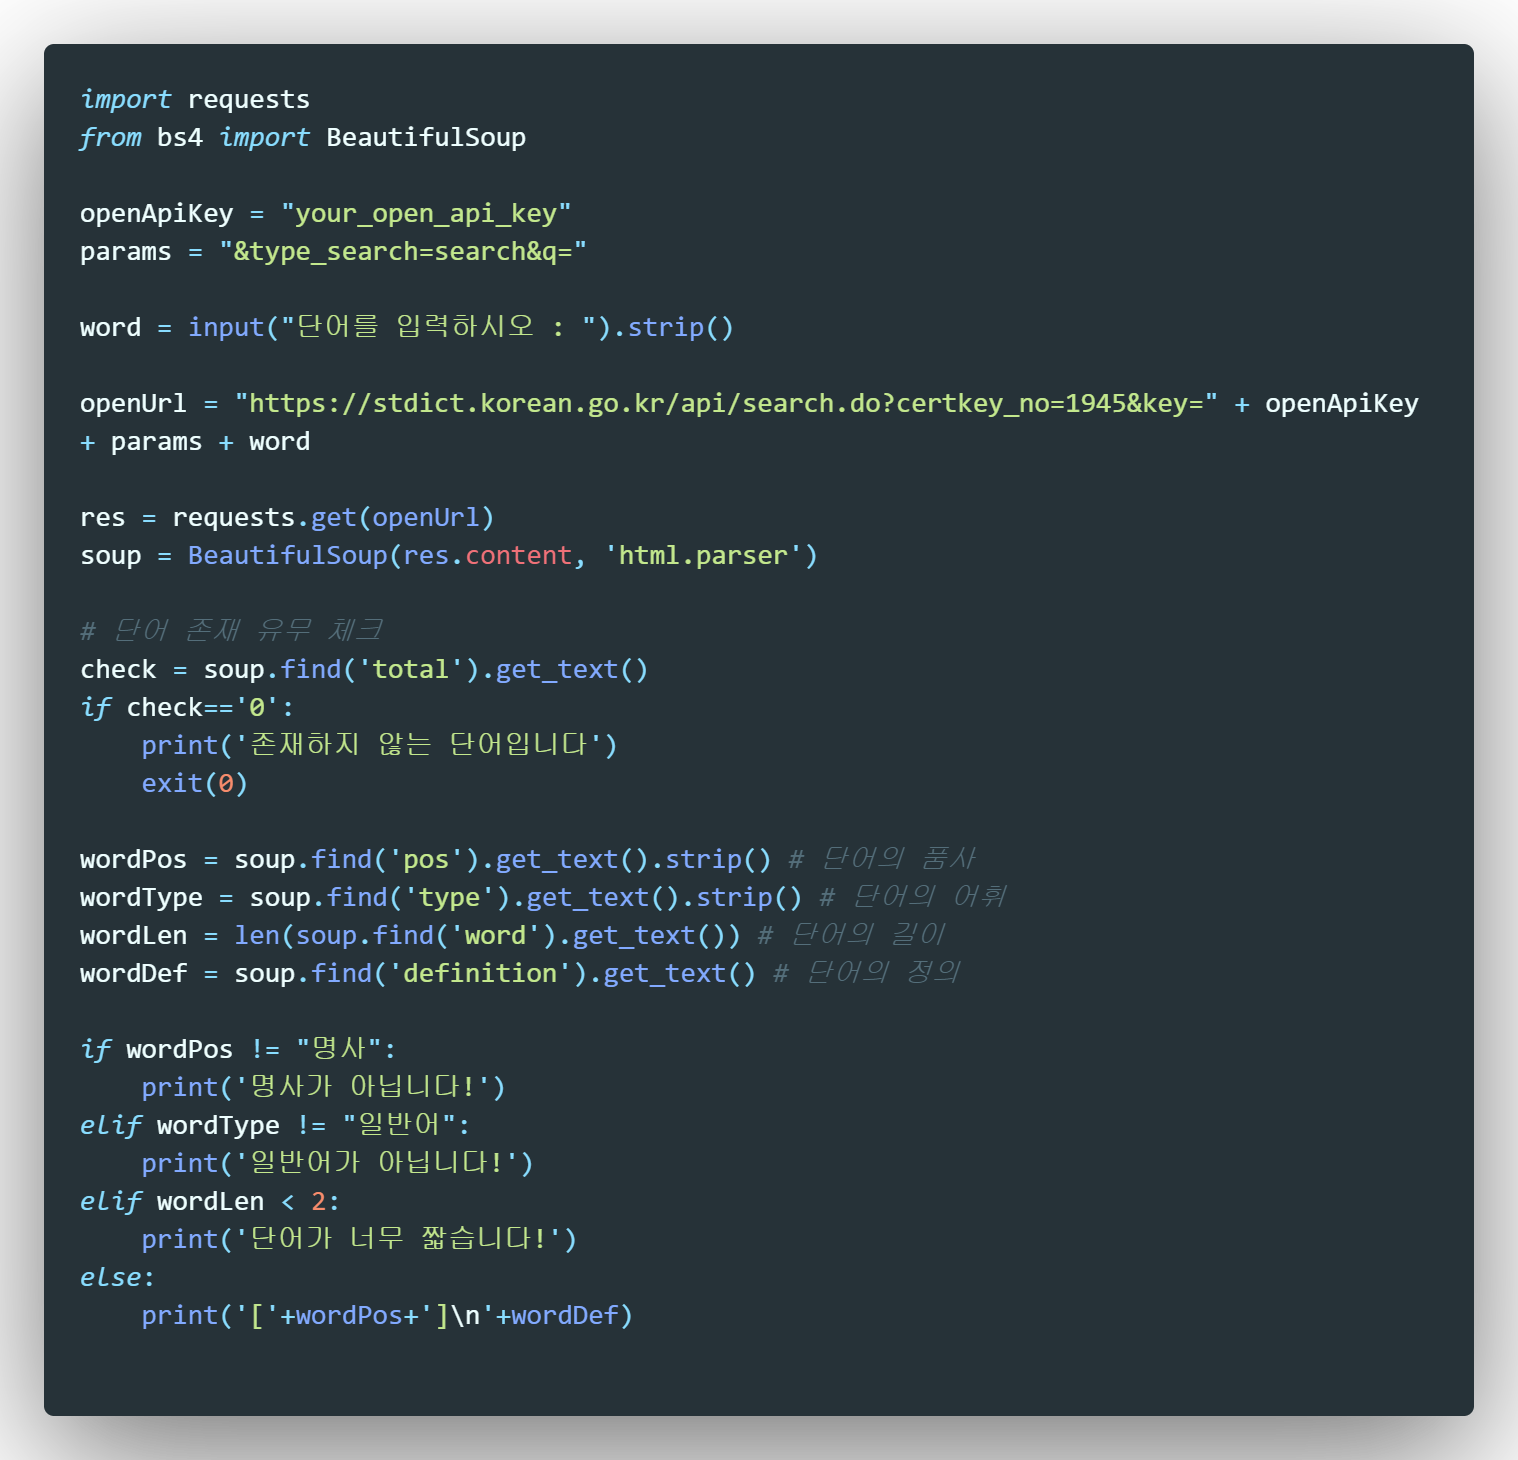 import requests
from bs4 import BeautifulSoup

openApiKey = "your_open_api_key"
params = "&type_search=search&q="

word = input("단어를 입력하시오 : ").strip()

openUrl = "https://stdict.korean.go.kr/api/search.do?certkey_no=1945&key=" + openApiKey
+ params + word

res = requests.get(openUrl)
soup = BeautifulSoup(res.content, 'html.parser')

# 단어 존재 유무 체크
check = soup.find('total').get_text()
if check=='0':
    print('존재하지 않는 단어입니다')
    exit(0)

wordPos = soup.find('pos').get_text().strip() # 단어의 품사
wordType = soup.find('type').get_text().strip() # 단어의 어휘
wordLen = len(soup.find('word').get_text()) # 단어의 길이
wordDef = soup.find('definition').get_text() # 단어의 정의

if wordPos != "명사":
    print('명사가 아닙니다!')
elif wordType != "일반어":
    print('일반어가 아닙니다!')
elif wordLen < 2:
    print('단어가 너무 짧습니다!')
else:
    print('['+wordPos+']\n'+wordDef)